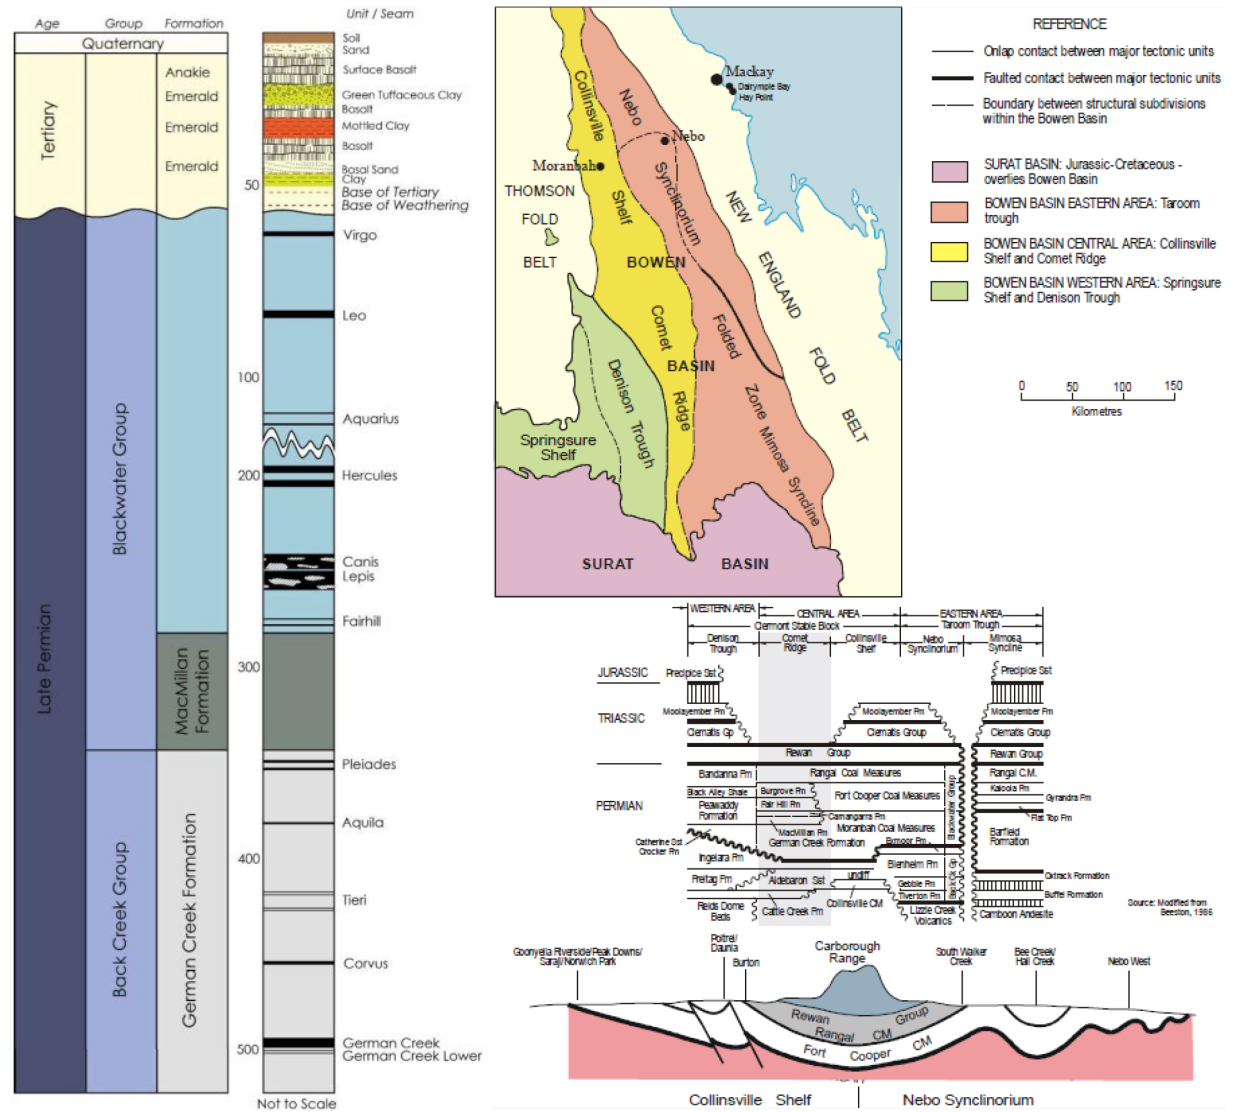 Age Group Formation Unit / Seam
Quaternary
Tertiary
Late Permian
Blackwater Group
Back Creek Group
Anakie
Emerald
Emerald
Emerald
MacMillan
Formation
German Creek Formation
50
100
200
300
400
500
Soil
Sand
Surface Basalt
Green Tuffaceous Clay
Basalt
Mottled Clay
Basalt
Basal Sand
Clay
Base of Tertiary
Base of Weathering
Virgo
Leo
Aquarius
Hercules
Canis
Lepis
Fairhill
Pleiades
Aquila
Tieri
Corvus
German Creek
German Creek Lower
Not to Scale
Mackay
Dalrymple Bay
Hay Point
Nebo
Moranbah
Collinsville
Shelf
Nebo
Synclinorium
THOMSON
FOLD
BELT
NEW
ENGLAND
FOLD
BELT
BOWEN
BASIN
Comet
Ridge
Folded
Zone Mimosa Syncline
Denison Trough
Springsure
Shelf
SURAT BASIN
REFERENCE
Onlap contact between major tectonic units
Faulted contact between major tectonic units
Boundary between structural subdivisions
within the Bowen Basin
SURAT BASIN: Jurassic-Cretaceous -
overlies Bowen Basin
BOWEN BASIN EASTERN AREA: Taroom
trough
BOWEN BASIN CENTRAL AREA: Collinsville
Shelf and Comet Ridge
BOWEN BASIN WESTERN AREA: Springsure
Shelf and Denison Trough
0 50 100 150
Kilometres
WESTERN AREA CENTRAL AREA EASTERN AREA
Clermont Stable Block Taroom Trough
Denison
Trough
Comet
Ridge
Collinsville
Shelf
Nebo
Synclinorium
Mimosa
Syncline
JURASSIC
TRIASSIC
PERMIAN
Precipice Sst Precipice Sst
Moolayember Fm Moolayember Fm Moolayember Fm
Clematis Gp Clematis Group Clematis Group
Rewan Group Rewan Group
Bandanna Fm Rangal Coal Measures Rangal C.M.
Black Alley Shale Burgrove Fm Fort Cooper Coal Measures Kaloola Fm
Gyrandra Fm
Peawaddy
Formation
Fair Hill Fm
Camangarra Fm
Flat Top Fm
MacMillan Fm
Moranbah Coal Measures
Barfield
Formation
Catherine Sst
Crocker Fm
German Creek Formation
Exmoor Fm
Blackwater Group
Ingelara Fm
Blenheim Fm
Back Ck Gp
Freitag Fm
Aldebaran Sst
undiff
Gebbie Fm
Oxtrack Formation
Tiverton Fm
Buffel Formation
Reids Dome
Beds
Cattle Creek Fm
Collinsville CM
Lizzie Creek
Volcanics
Camboon Andesite
Source: Modified from
Beeston, 1986
Goonyella Riverside/Peak Downs/
Saraji/Norwich Park
Poitrel/
Daunia
Burton
Carborough
Range
South Walker
Creek
Bee Creek/
Hail Creek
Nebo West
Rewan Group
Rangal CM
Fort Cooper CM
Collinsville Shelf Nebo Synclinorium